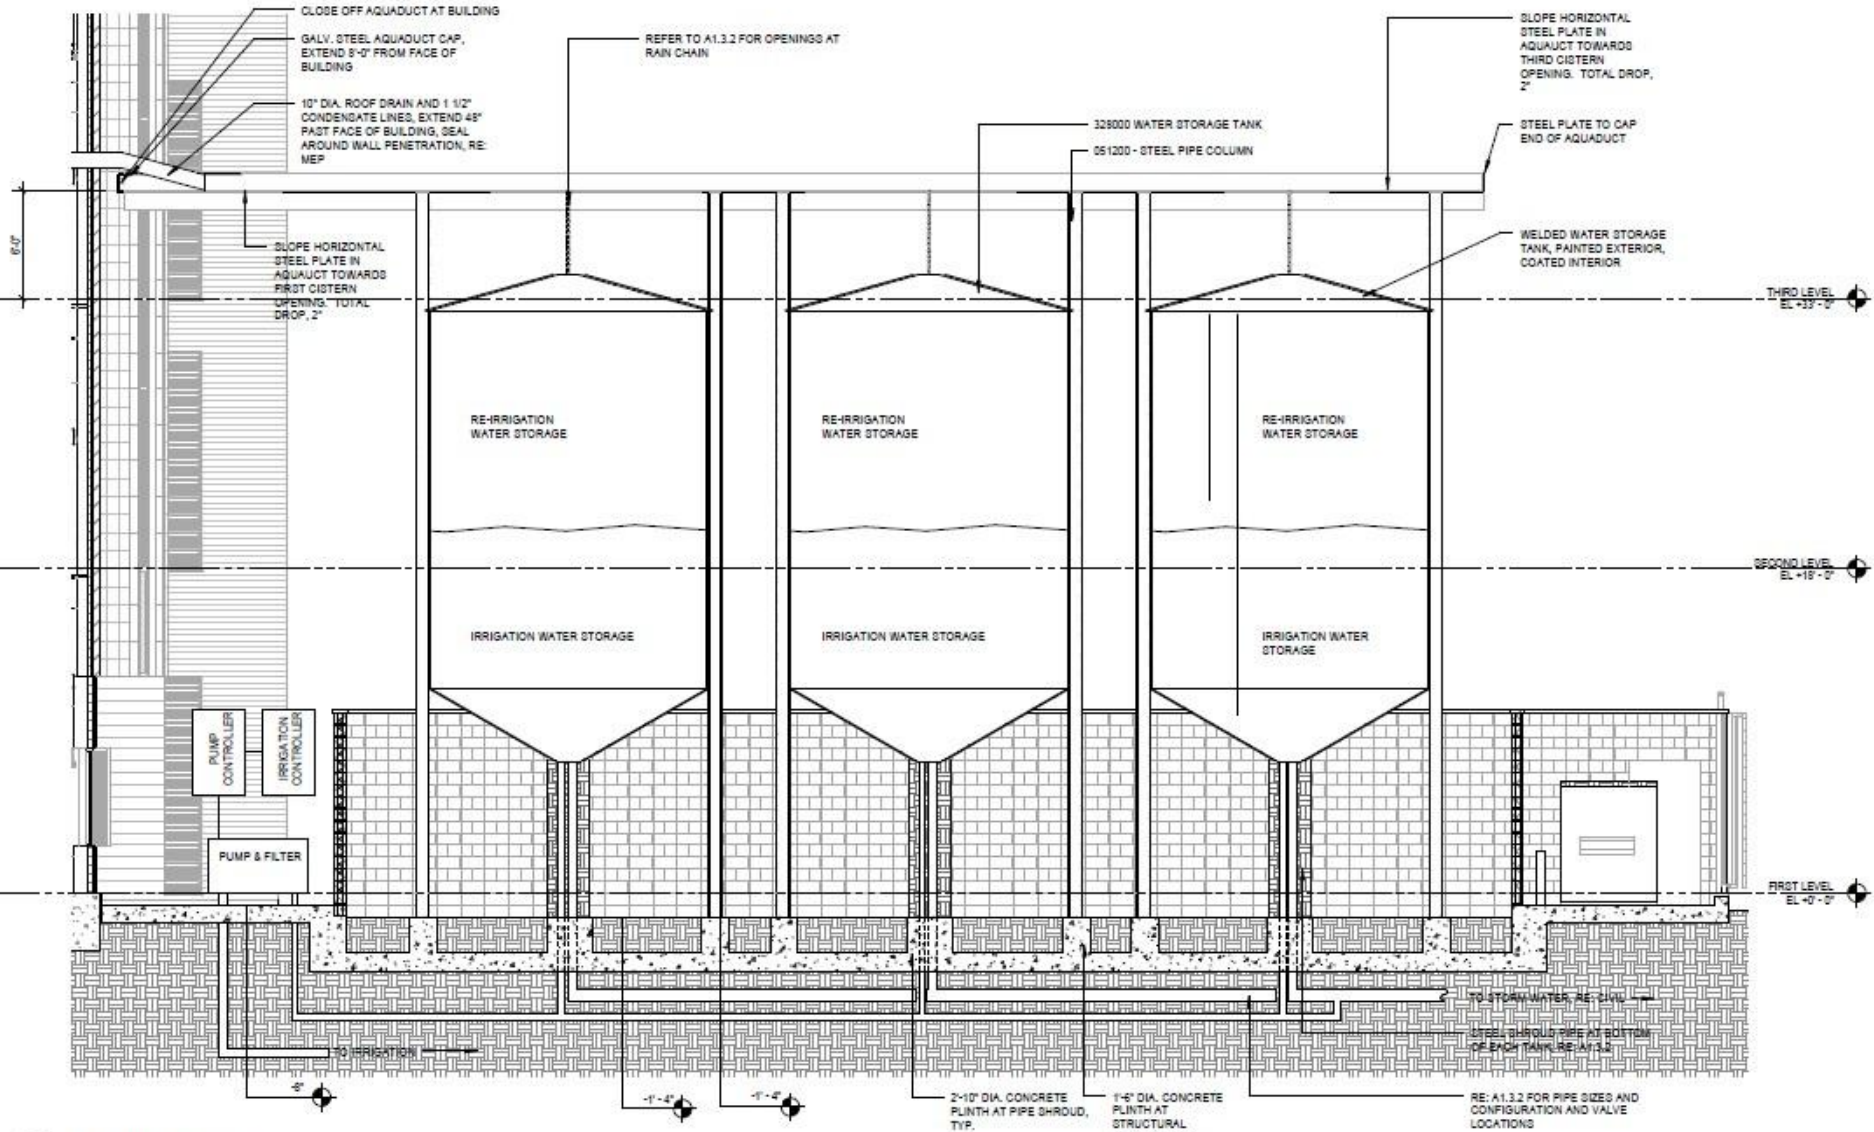 CLOSE OFF AQUADUCT AT BUILDING
GALV. STEEL AQUADUCT CAP,
EXTEND 8'-0" FROM FACE OF
BUILDING
10" DIA. ROOF DRAIN AND 1 1/2"
CONDENSATE LINES, EXTEND 48"
PAST FACE OF BUILDING, SEAL
AROUND WALL PENETRATION, RE:
MEP
REFER TO A1.3.2 FOR OPENINGS AT
RAIN CHAIN
328000 WATER STORAGE TANK
051200 - STEEL PIPE COLUMN
SLOPE HORIZONTAL
STEEL PLATE IN
AQUAUCT TOWARDS
THIRD CISTERN
OPENING. TOTAL DROP,
2"
STEEL PLATE TO CAP
END OF AQUADUCT
6'-0"
SLOPE HORIZONTAL
STEEL PLATE IN
AQUAUCT TOWARDS
FIRST CISTERN
OPENING. TOTAL
DROP, 2"
WELDED WATER STORAGE
TANK, PAINTED EXTERIOR,
COATED INTERIOR
THIRD LEVEL
EL +33' - 0"
RE-IRRIGATION
WATER STORAGE
RE-IRRIGATION
WATER STORAGE
RE-IRRIGATION
WATER STORAGE
SECOND LEVEL
EL +18' - 0"
IRRIGATION WATER STORAGE
IRRIGATION WATER STORAGE
IRRIGATION WATER
STORAGE
PUMP
CONTROLLER
IRRIGATION
CONTROLLER
PUMP & FILTER
FIRST LEVEL
EL +0' - 0"
TO STORM WATER, RE: CIVIL
STEEL SHROUD PIPE AT BOTTOM
OF EACH TANK, RE: A1.3.2
TO IRRIGATION
-6"
-1' - 4"
-1' - 4"
2'-10" DIA. CONCRETE
PLINTH AT PIPE SHROUD,
TYP.
1'-6" DIA. CONCRETE
PLINTH AT
STRUCTURAL
RE: A1.3.2 FOR PIPE SIZES AND
CONFIGURATION AND VALVE
LOCATIONS